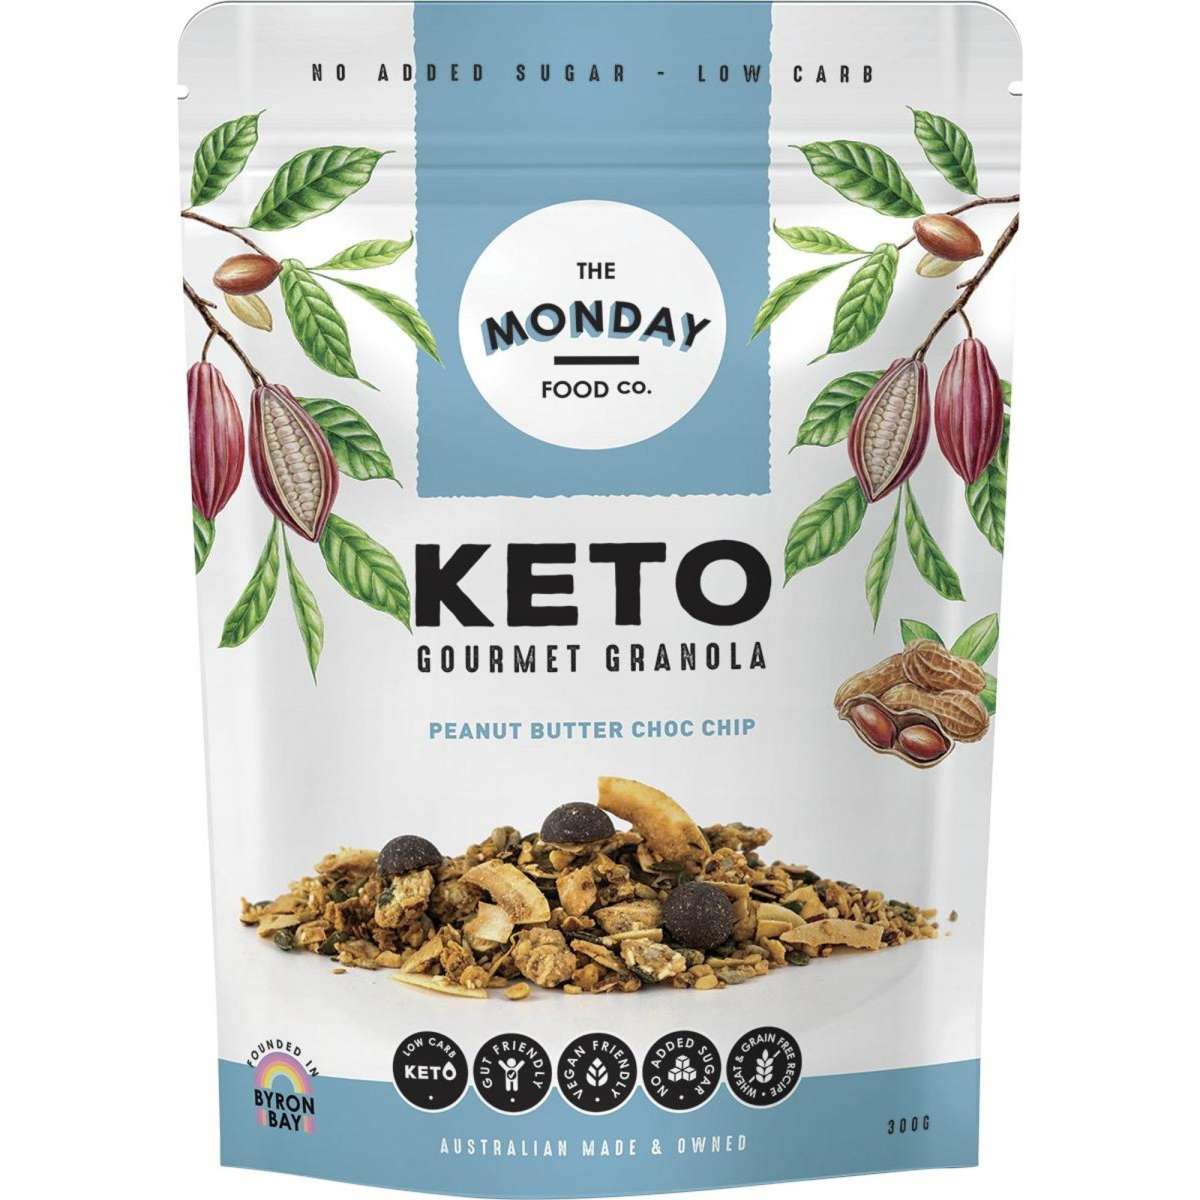 NO ADDED SUGAR - LOW CARB
THE
MONDAY
FOOD CO.
KETO
GOURMET GRANOLA
PEANUT BUTTER CHOC CHIP
LOW CARB
KETO
GUT FRIENDLY
VEGAN FRIENDLY
NO ADDED SUGAR
WHEAT & GRAIN FREE RECIPE
FOUNDED IN
BYRON
BAY
300G
AUSTRALIAN MADE & OWNED